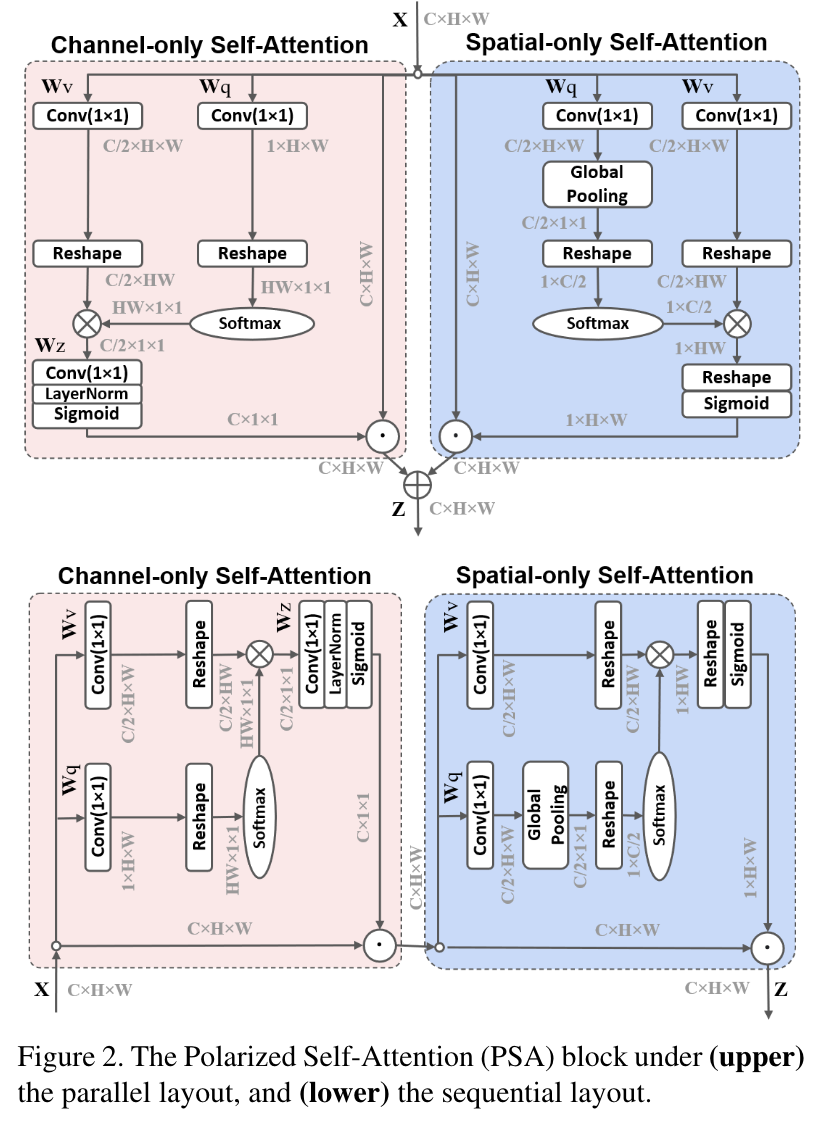 X C×H×W
Channel-only Self-Attention
Spatial-only Self-Attention
Wv
Wq
Wq
Wv
Conv(1×1)
Conv(1×1)
Conv(1×1)
Conv(1×1)
C/2×H×W
1×H×W
C/2×H×W
C/2×H×W
Global
Pooling
C/2×1×1
Reshape
Reshape
C×H×W
C×H×W
Reshape
Reshape
C/2×HW
HW×1×1
1×C/2
C/2×HW
HW×1×1
Softmax
Softmax
1×C/2
Wz
C/2×1×1
1×HW
Conv(1×1)
LayerNorm
Sigmoid
Reshape
Sigmoid
C×1×1
1×H×W
C×H×W
C×H×W
Z C×H×W
Channel-only Self-Attention
Spatial-only Self-Attention
Wv
Conv(1×1)
C/2×H×W
Reshape
C/2×HW
HW×1×1
C/2×1×1
Wz
Conv(1×1)
LayerNorm
Sigmoid
Wq
Conv(1×1)
1×H×W
Reshape
HW×1×1
Softmax
C×1×1
C×H×W
C×H×W
X C×H×W
Wv
Conv(1×1)
C/2×H×W
Reshape
C/2×HW
1×HW
Reshape
Sigmoid
Wq
Conv(1×1)
C/2×H×W
Global
Pooling
C/2×1×1
Reshape
1×C/2
Softmax
1×H×W
C×H×W
C×H×W Z
Figure 2. The Polarized Self-Attention (PSA) block under (upper)
the parallel layout, and (lower) the sequential layout.